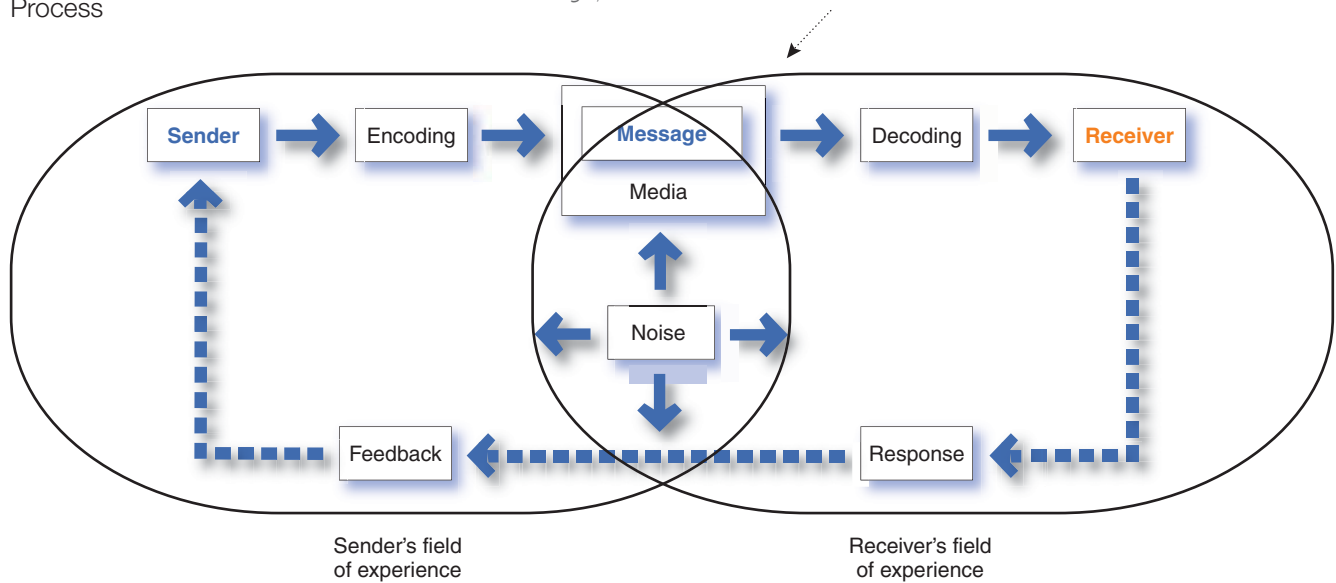 Process
Sender
Encoding
Message
Media
Decoding
Receiver
Noise
Feedback
Response
Sender’s field
of experience
Receiver’s field
of experience